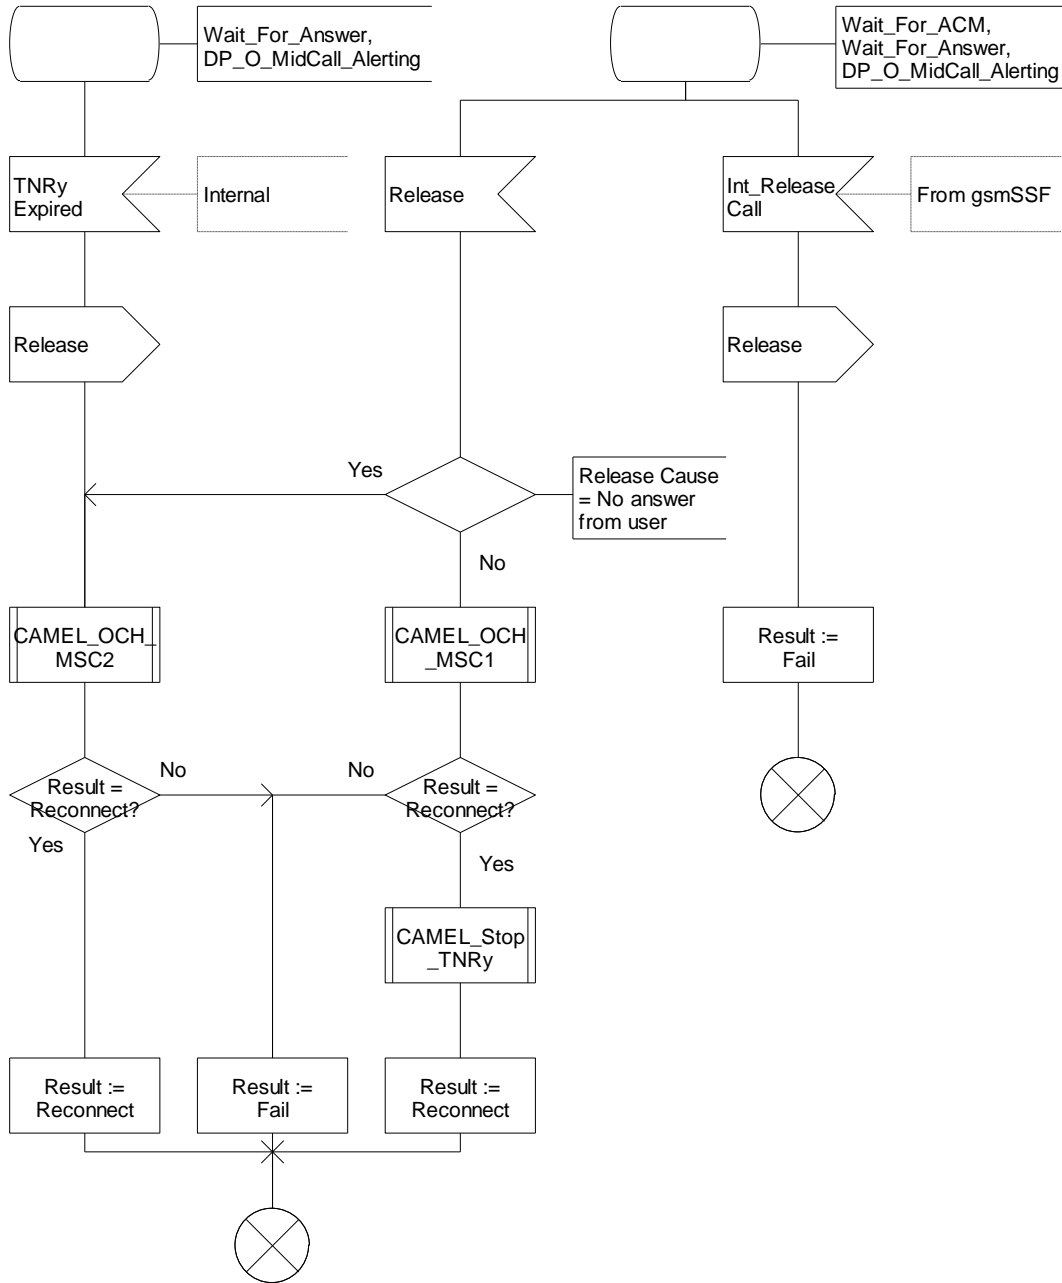 Wait_For_Answer,
DP_O_MidCall_Alerting
Wait_For_ACM,
Wait_For_Answer,
DP_O_MidCall_Alerting
TNRy
Expired
Internal
Release
Int_Release
Call
From gsmSSF
Release
Release
Yes
Release Cause
= No answer
from user
No
CAMEL_OCH_
MSC2
CAMEL_OCH
_MSC1
Result :=
Fail
Result =
Reconnect?
No
No
Result =
Reconnect?
Yes
Yes
CAMEL_Stop
_TNRy
Result :=
Reconnect
Result :=
Fail
Result :=
Reconnect